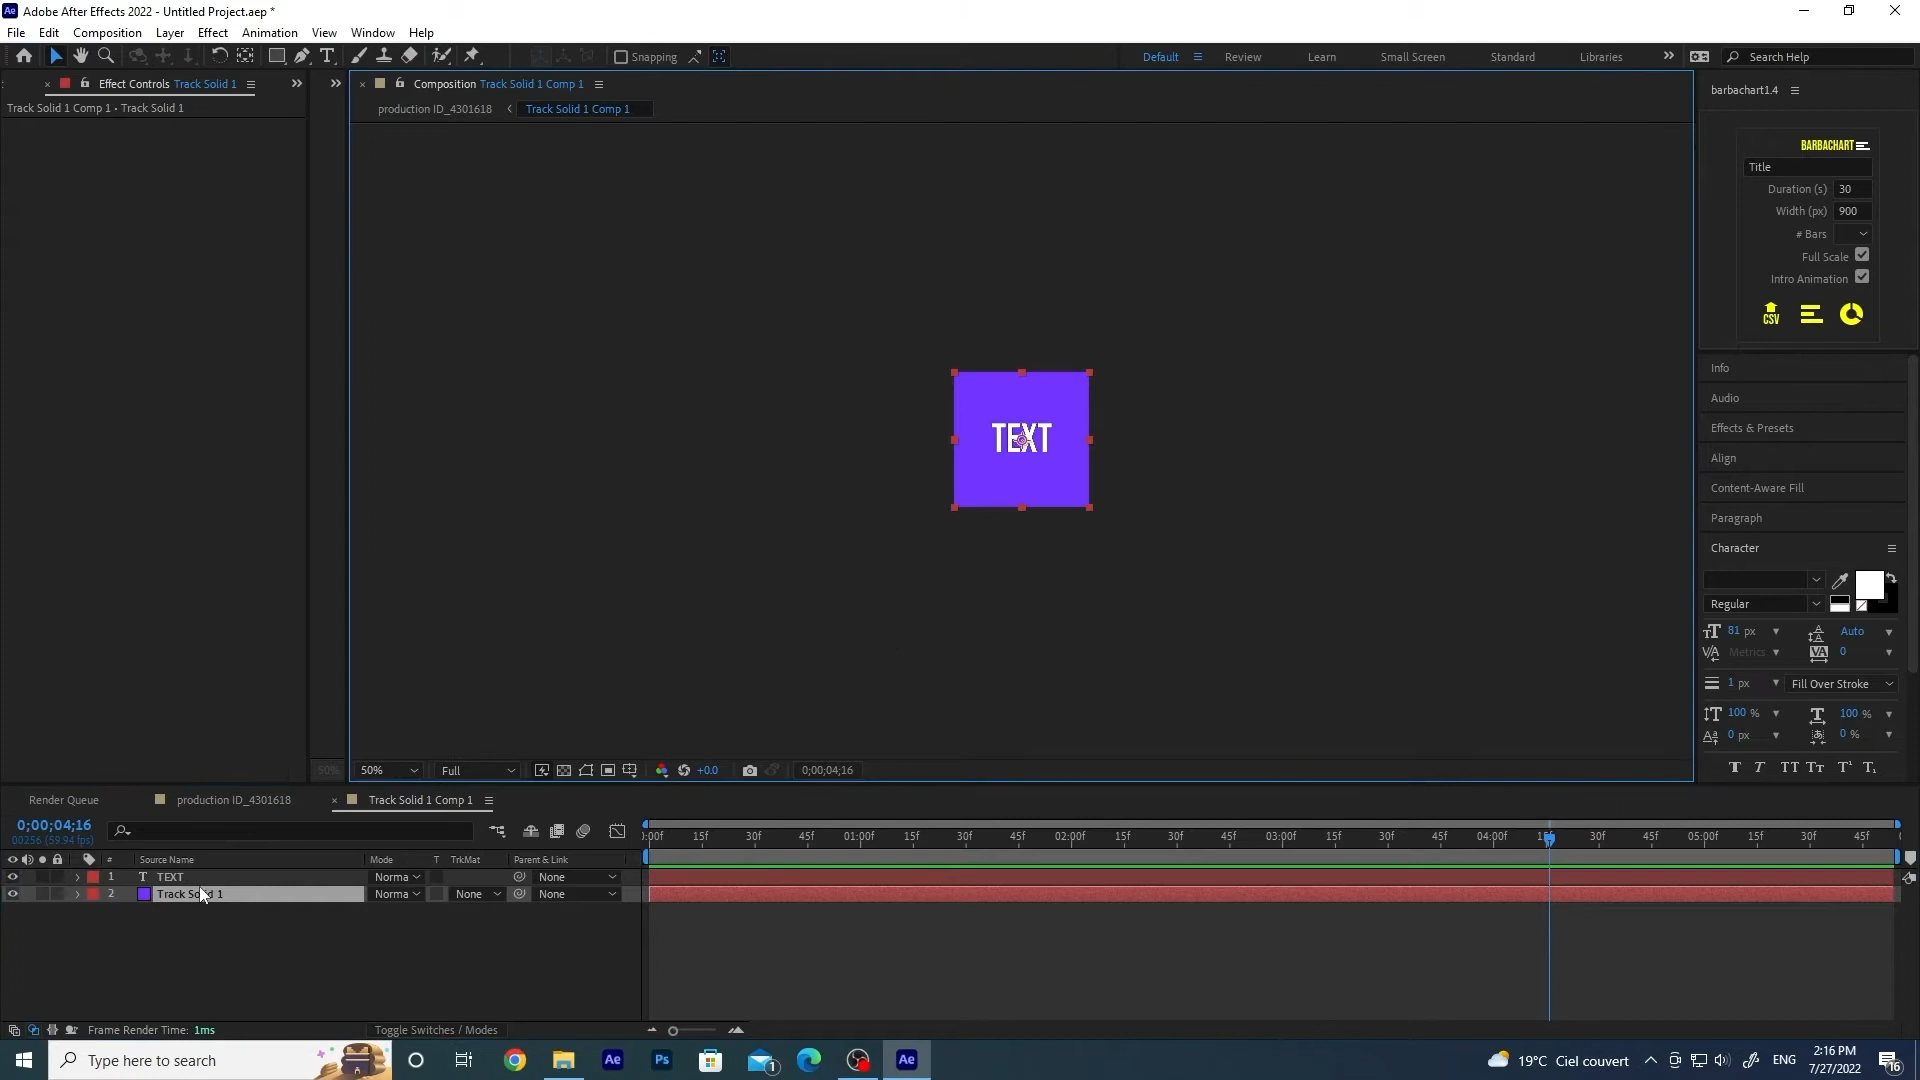 Adobe After Effects 2022 - Untitled Project.aep *
File Edit Composition Layer Effect Animation View Window Help
Snapping
Default Review Learn Small Screen Libraries Search Help
Effect Controls Track Solid 1
Track Solid 1 Comp 1 • Track Solid 1
Composition Track Solid 1 Comp 1
production ID_4301618 Track Solid 1 Comp 1
TEXT
50% 50% Full +0.0 0;00;04;16
barbachart1.4
BARBACHART
Title
Duration (s) 30
Width (px) 900
# Bars
Full Scale
Intro Animation
CSV
Info
Audio
Effects & Presets
Align
Content-Aware Fill
Paragraph
Character
Regular
81 px Auto
Metrics 0
1 px Fill Over Stroke
100 % 100 %
0 px 0 %
Render Queue production ID_4301618 Track Solid 1 Comp 1
0;00;04;16
00256 (59.94 fps)
:00f 15f 30f 45f 01:00f 15f 30f 45f 02:00f 15f 30f 45f 03:00f 15f 30f 45f 04:00f 15f 30f 45f 05:00f 15f 30f 45f
# Source Name Mode T TrkMat Parent & Link
1 T TEXT Norma None
2 Track Solid 1 Norma None None
Frame Render Time: 1ms Toggle Switches / Modes
Type here to search
Ae Ps 1 Ae
19°C Ciel couvert ENG 2:16 PM
7/27/2022 16